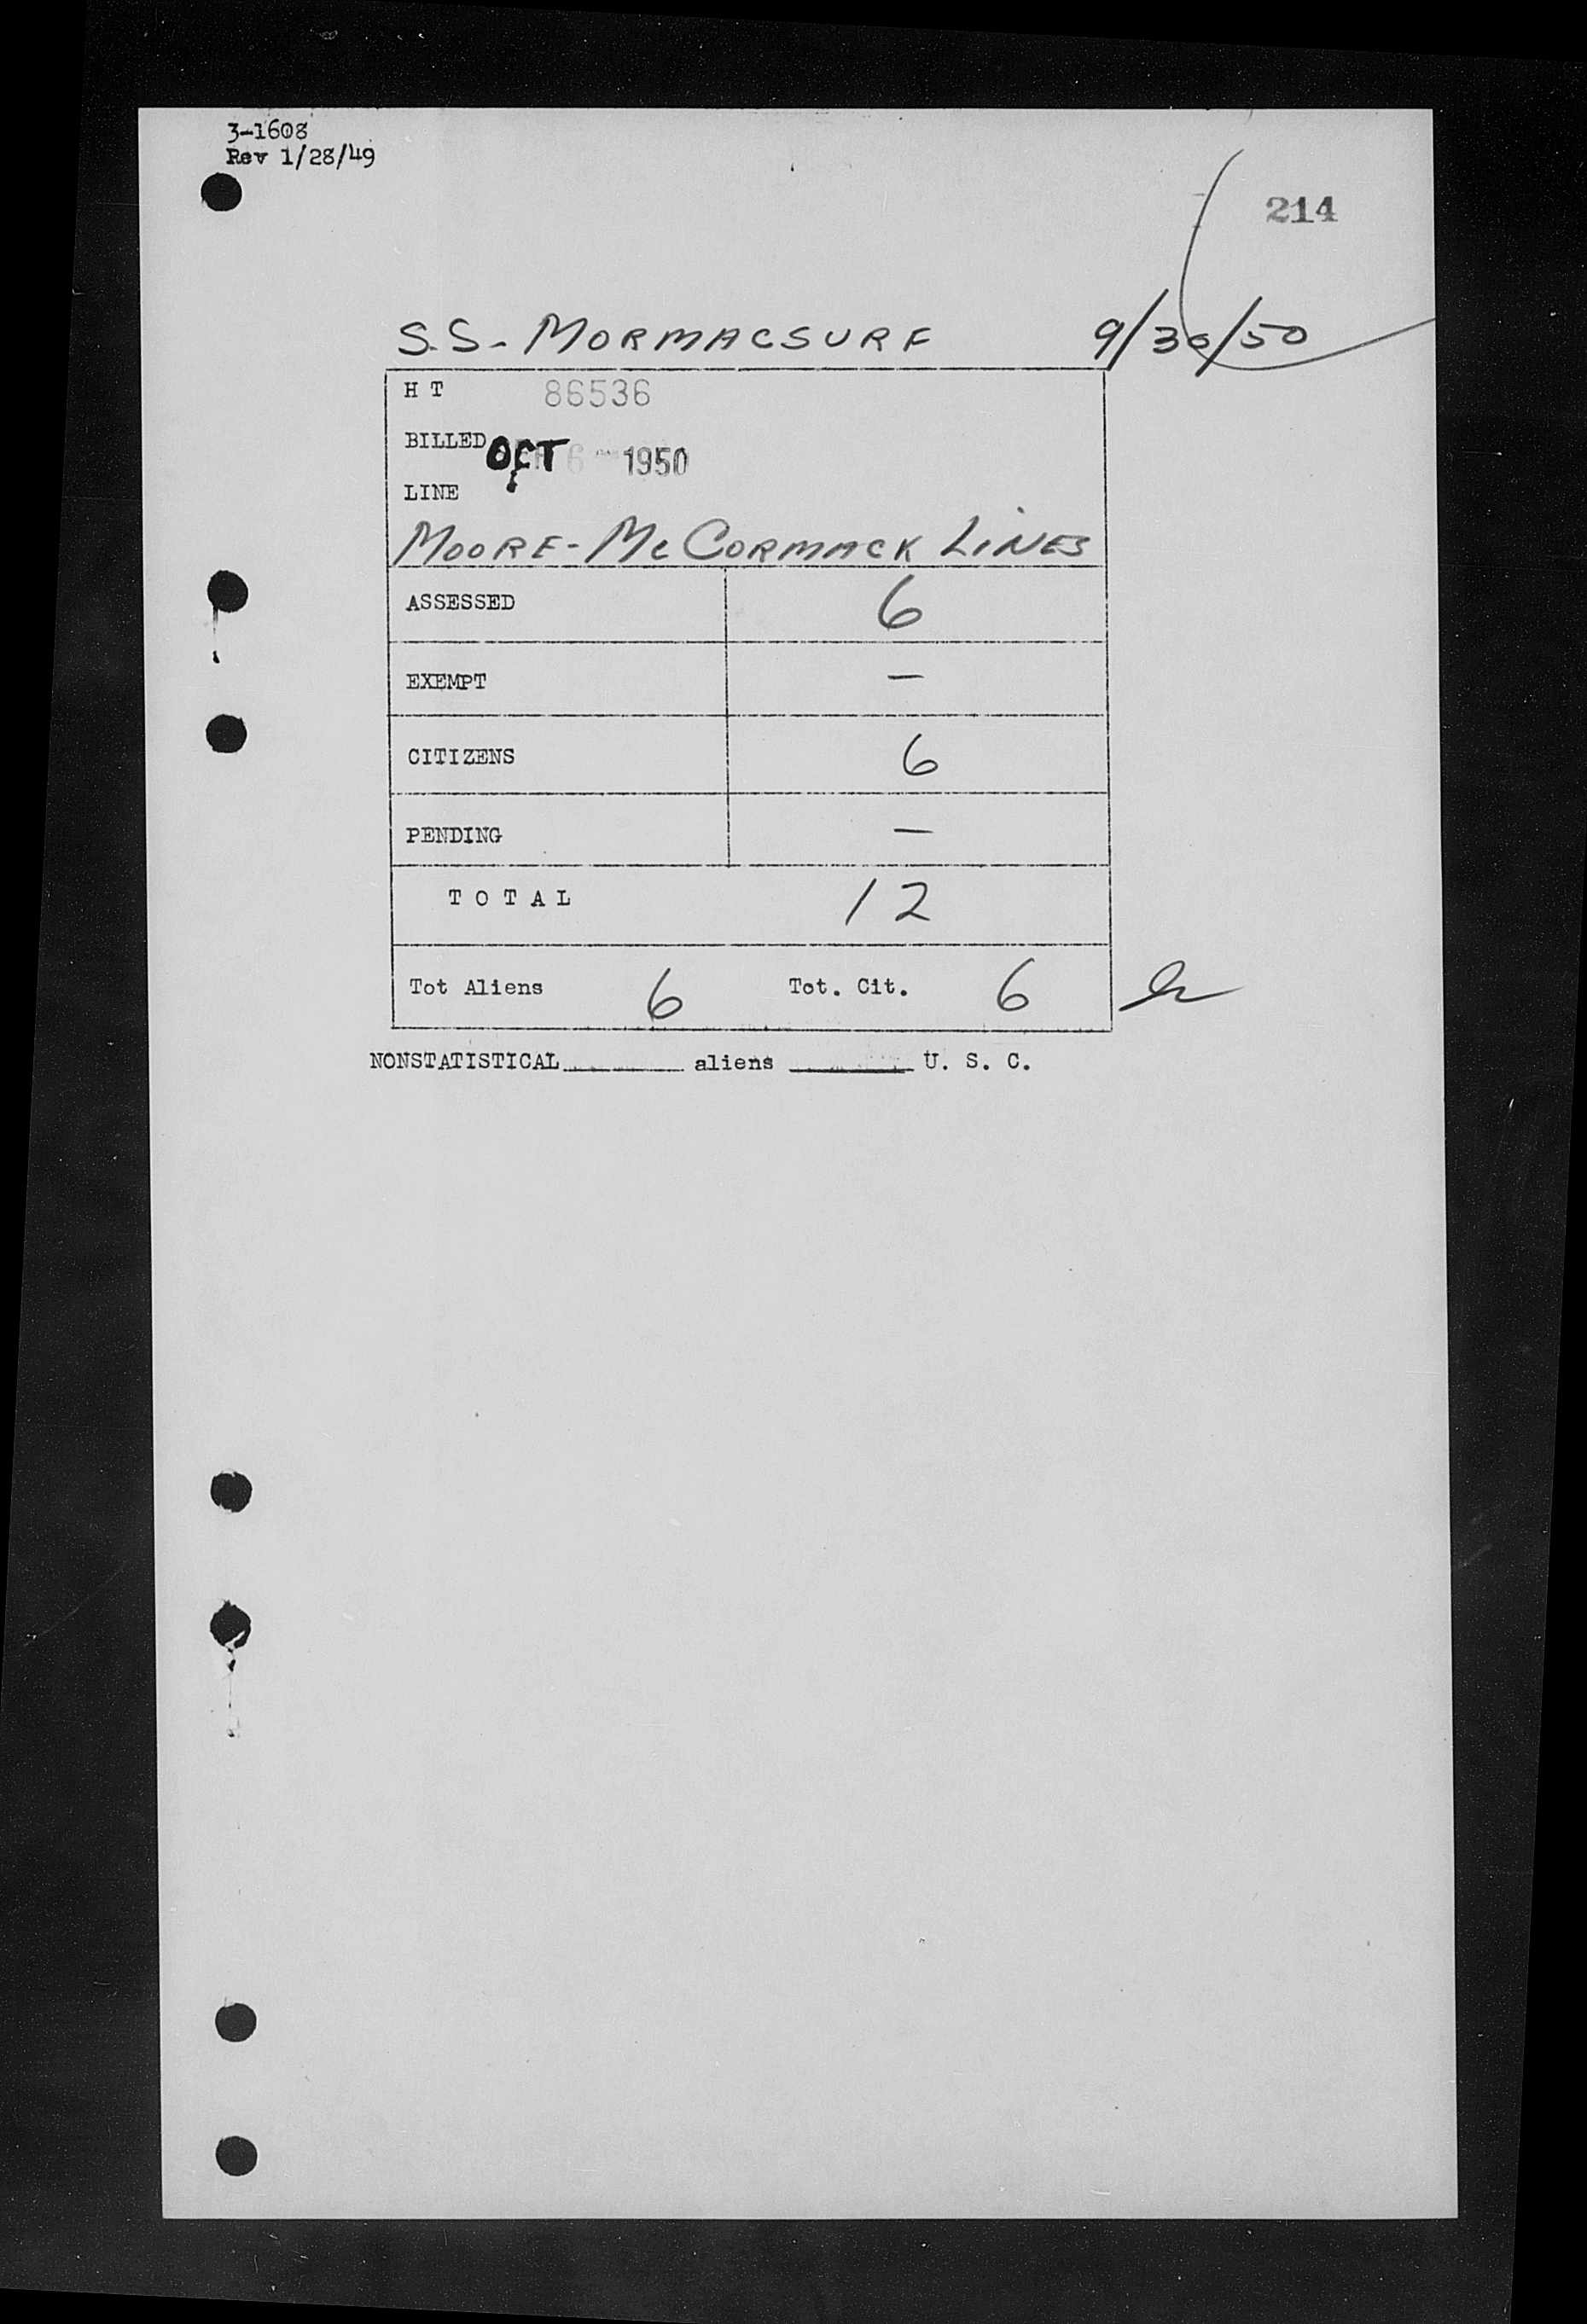 3-1608
Rev 1/28/49
214
S.S. - MORMACSURF 9/30/50
H T 86536
BILLED OCT 6 1950
LINE
MOORE-McCORMACK LINES
ASSESSED 6
EXEMPT —
CITIZENS 6
PENDING —
TOTAL 12
Tot Aliens 6 Tot. Cit. 6
NONSTATISTICAL aliens U. S. C.